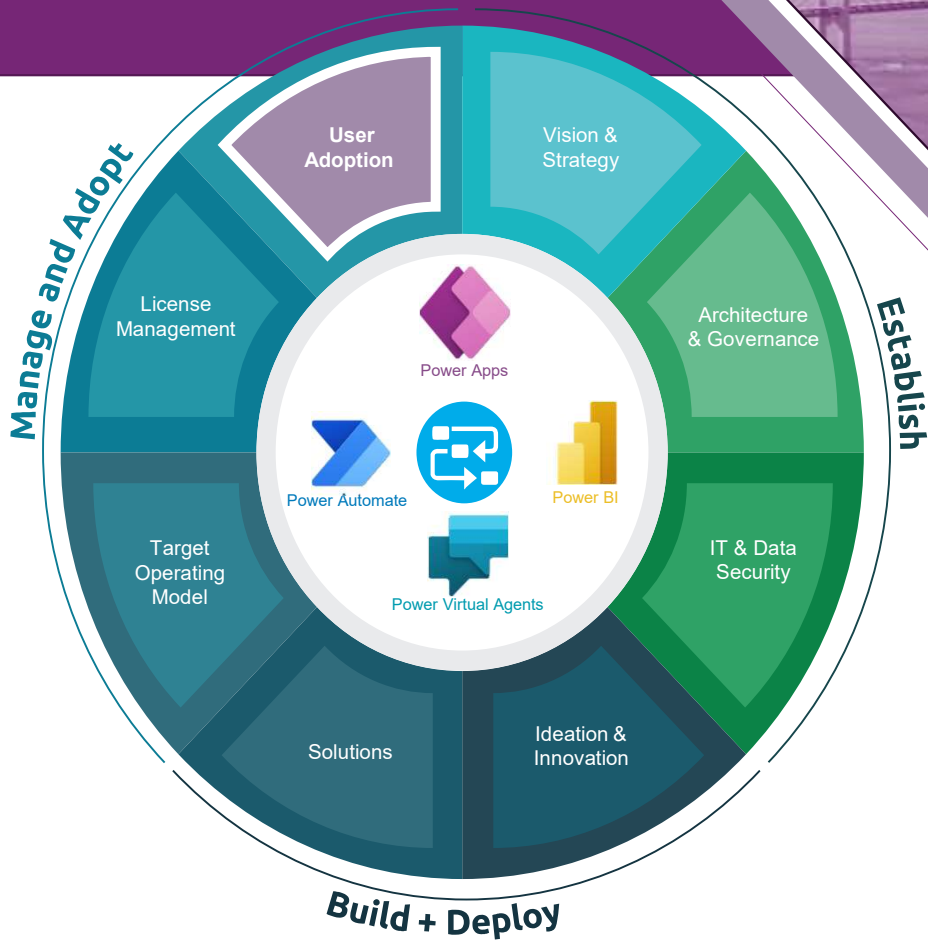 User
Adoption
Vision &
Strategy
Manage and Adopt
License
Management
Architecture
& Governance
Establish
Power Apps
Power Automate
Power BI
Power Virtual Agents
Target
Operating
Model
IT & Data
Security
Solutions
Ideation &
Innovation
Build + Deploy